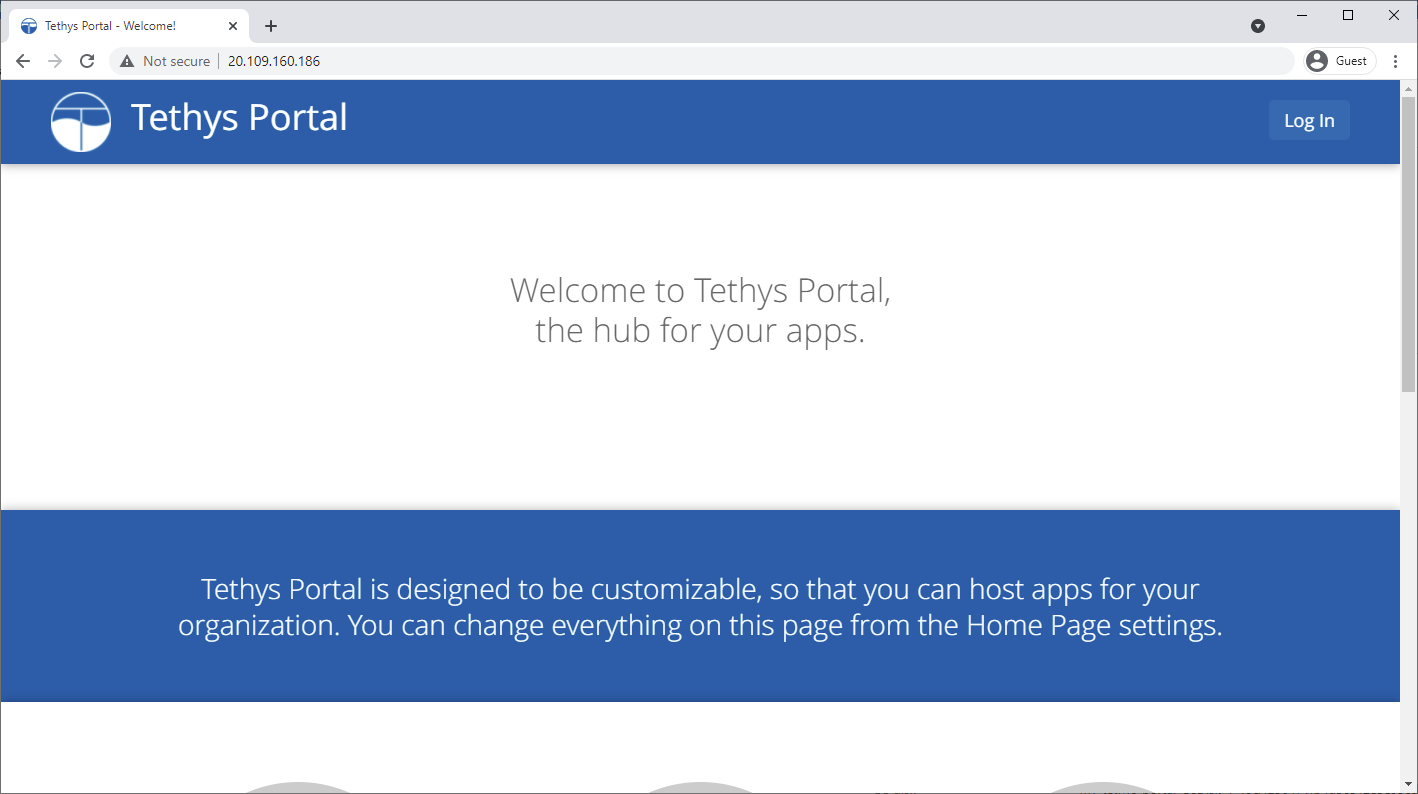 Tethys Portal - Welcome!
Not secure
20.109.160.186
Guest
Tethys Portal
Log In
Welcome to Tethys Portal,
the hub for your apps.
Tethys Portal is designed to be customizable, so that you can host apps for your
organization. You can change everything on this page from the Home Page settings.